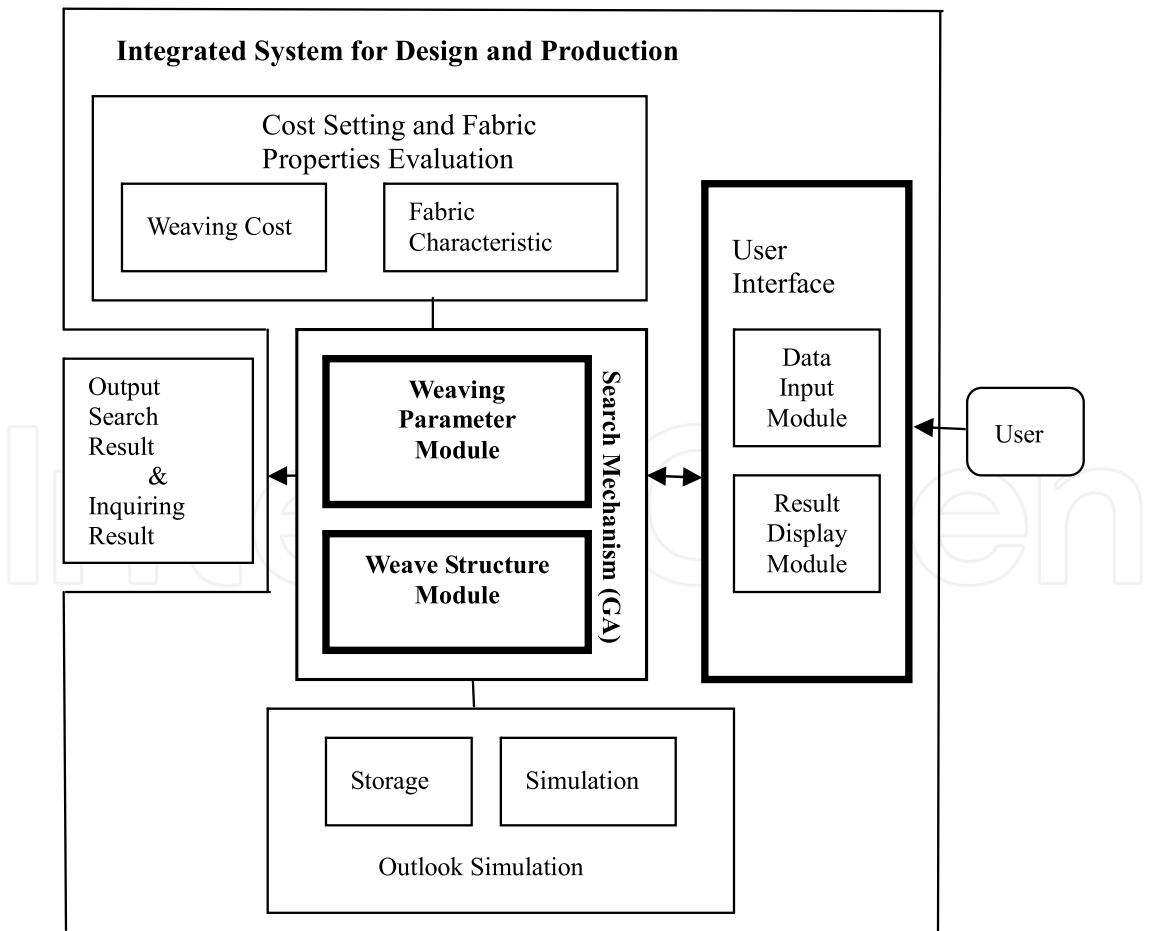 Integrated System for Design and Production
Cost Setting and Fabric
Properties Evaluation
Weaving Cost
Fabric
Characteristic
User
Interface
Data
Input
Module
Result
Display
Module
User
Output
Search
Result
&
Inquiring
Result
Weaving
Parameter
Module
Weave Structure
Module
Search Mechanism (GA)
Storage
Simulation
Outlook Simulation